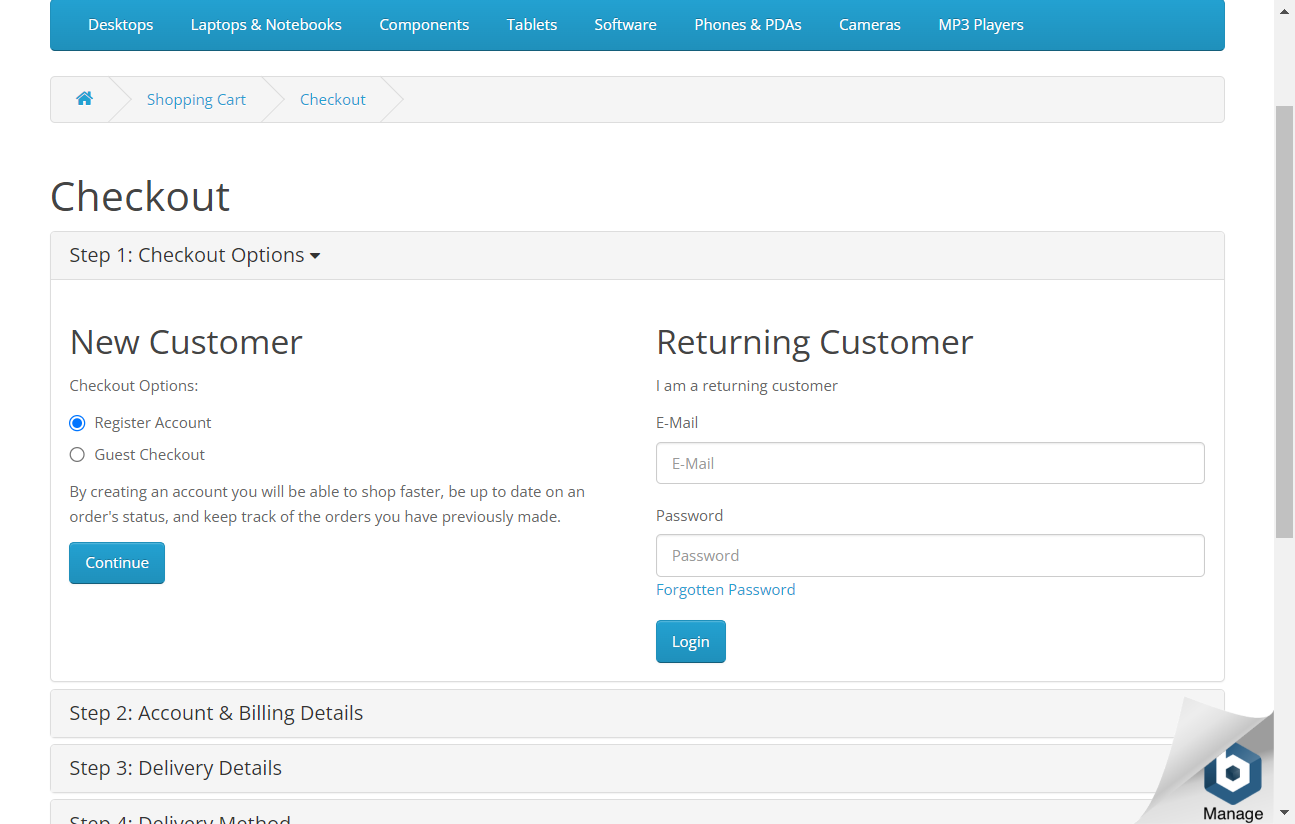 Desktops Laptops & Notebooks Components Tablets Software Phones & PDAs Cameras MP3 Players
Shopping Cart Checkout
Checkout
Step 1: Checkout Options
New Customer
Checkout Options:
Register Account
Guest Checkout
By creating an account you will be able to shop faster, be up to date on an
order's status, and keep track of the orders you have previously made.
Continue
Returning Customer
I am a returning customer
E-Mail
E-Mail
Password
Password
Forgotten Password
Login
Step 2: Account & Billing Details
Step 3: Delivery Details
Step 4: Delivery Method
Manage